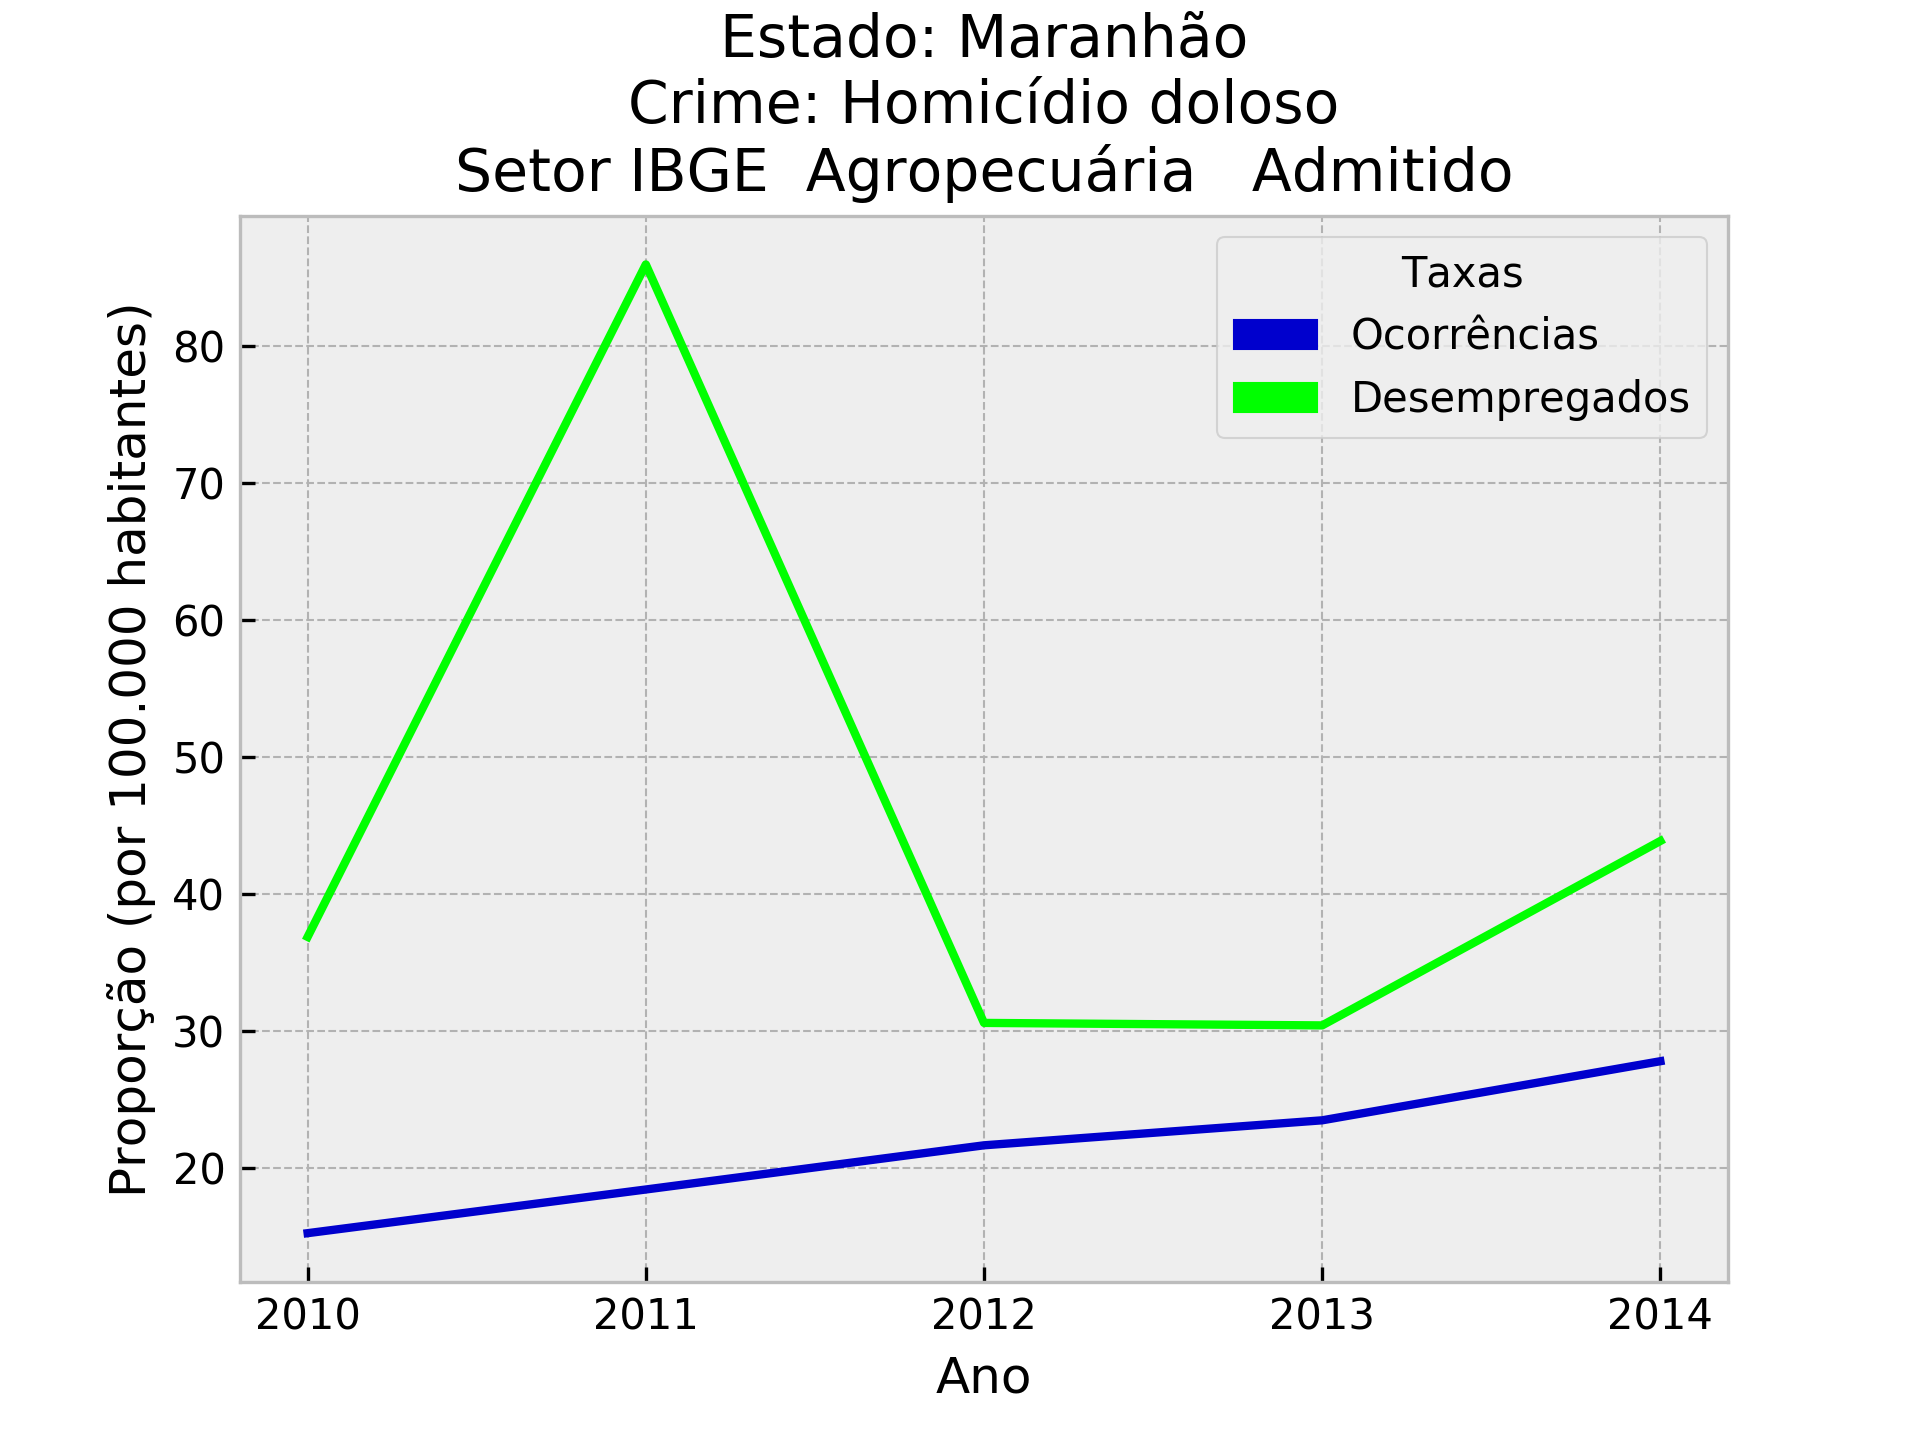 Estado: Maranhão
Crime: Homicídio doloso
Setor IBGE  Agropecuária   Admitido
Proporção (por 100.000 habitantes)
80
70
60
50
40
30
20
Taxas
Ocorrências
Desempregados
2010
2011
2012
2013
2014
Ano